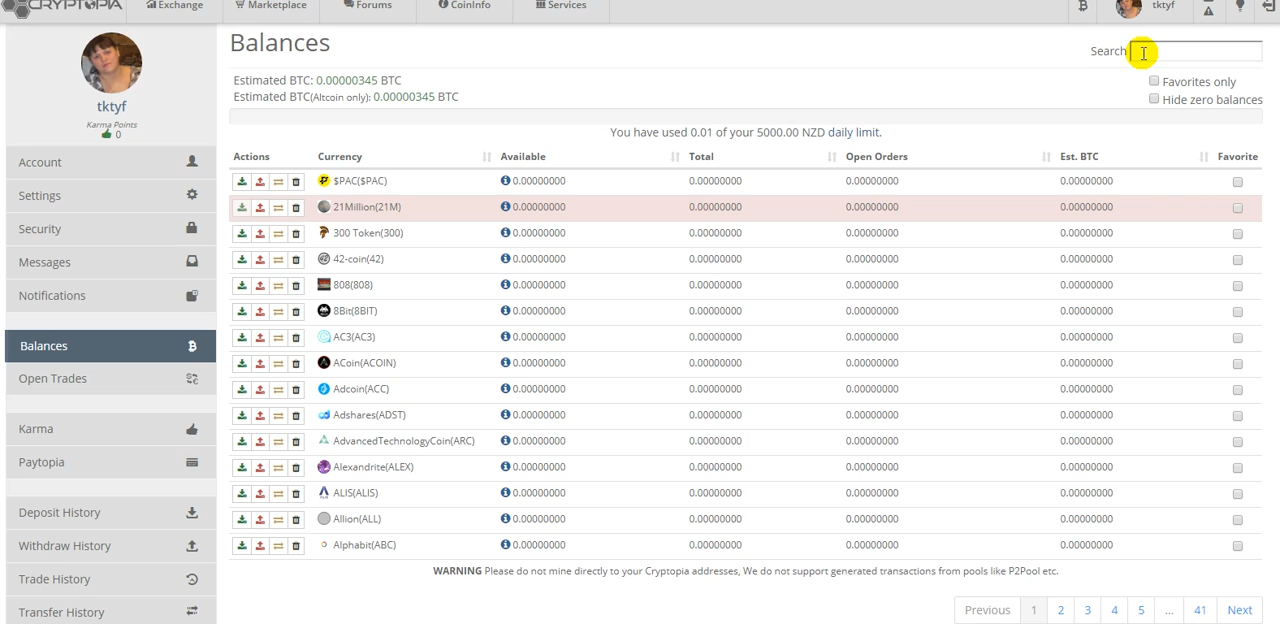 CRYPTOPIA
Exchange
Marketplace
Forums
CoinInfo
Services
tktyf
tktyf
Karma Points
0
Account
Settings
Security
Messages
Notifications
Balances
Open Trades
Karma
Paytopia
Deposit History
Withdraw History
Trade History
Transfer History
Balances
Search
Estimated BTC: 0.00000345 BTC
Estimated BTC(Altcoin only): 0.00000345 BTC
Favorites only
Hide zero balances
You have used 0.01 of your 5000.00 NZD daily limit.
Actions Currency Available Total Open Orders Est. BTC Favorite
$PAC($PAC) 0.00000000 0.00000000 0.00000000 0.00000000
21Million(21M) 0.00000000 0.00000000 0.00000000 0.00000000
300 Token(300) 0.00000000 0.00000000 0.00000000 0.00000000
42-coin(42) 0.00000000 0.00000000 0.00000000 0.00000000
808(808) 0.00000000 0.00000000 0.00000000 0.00000000
8Bit(8BIT) 0.00000000 0.00000000 0.00000000 0.00000000
AC3(AC3) 0.00000000 0.00000000 0.00000000 0.00000000
ACoin(ACOIN) 0.00000000 0.00000000 0.00000000 0.00000000
Adcoin(ACC) 0.00000000 0.00000000 0.00000000 0.00000000
Adshares(ADST) 0.00000000 0.00000000 0.00000000 0.00000000
AdvancedTechnologyCoin(ARC) 0.00000000 0.00000000 0.00000000 0.00000000
Alexandrite(ALEX) 0.00000000 0.00000000 0.00000000 0.00000000
ALIS(ALIS) 0.00000000 0.00000000 0.00000000 0.00000000
Allion(ALL) 0.00000000 0.00000000 0.00000000 0.00000000
Alphabit(ABC) 0.00000000 0.00000000 0.00000000 0.00000000
WARNING Please do not mine directly to your Cryptopia addresses, We do not support generated transactions from pools like P2Pool etc.
Previous 1 2 3 4 5 ... 41 Next